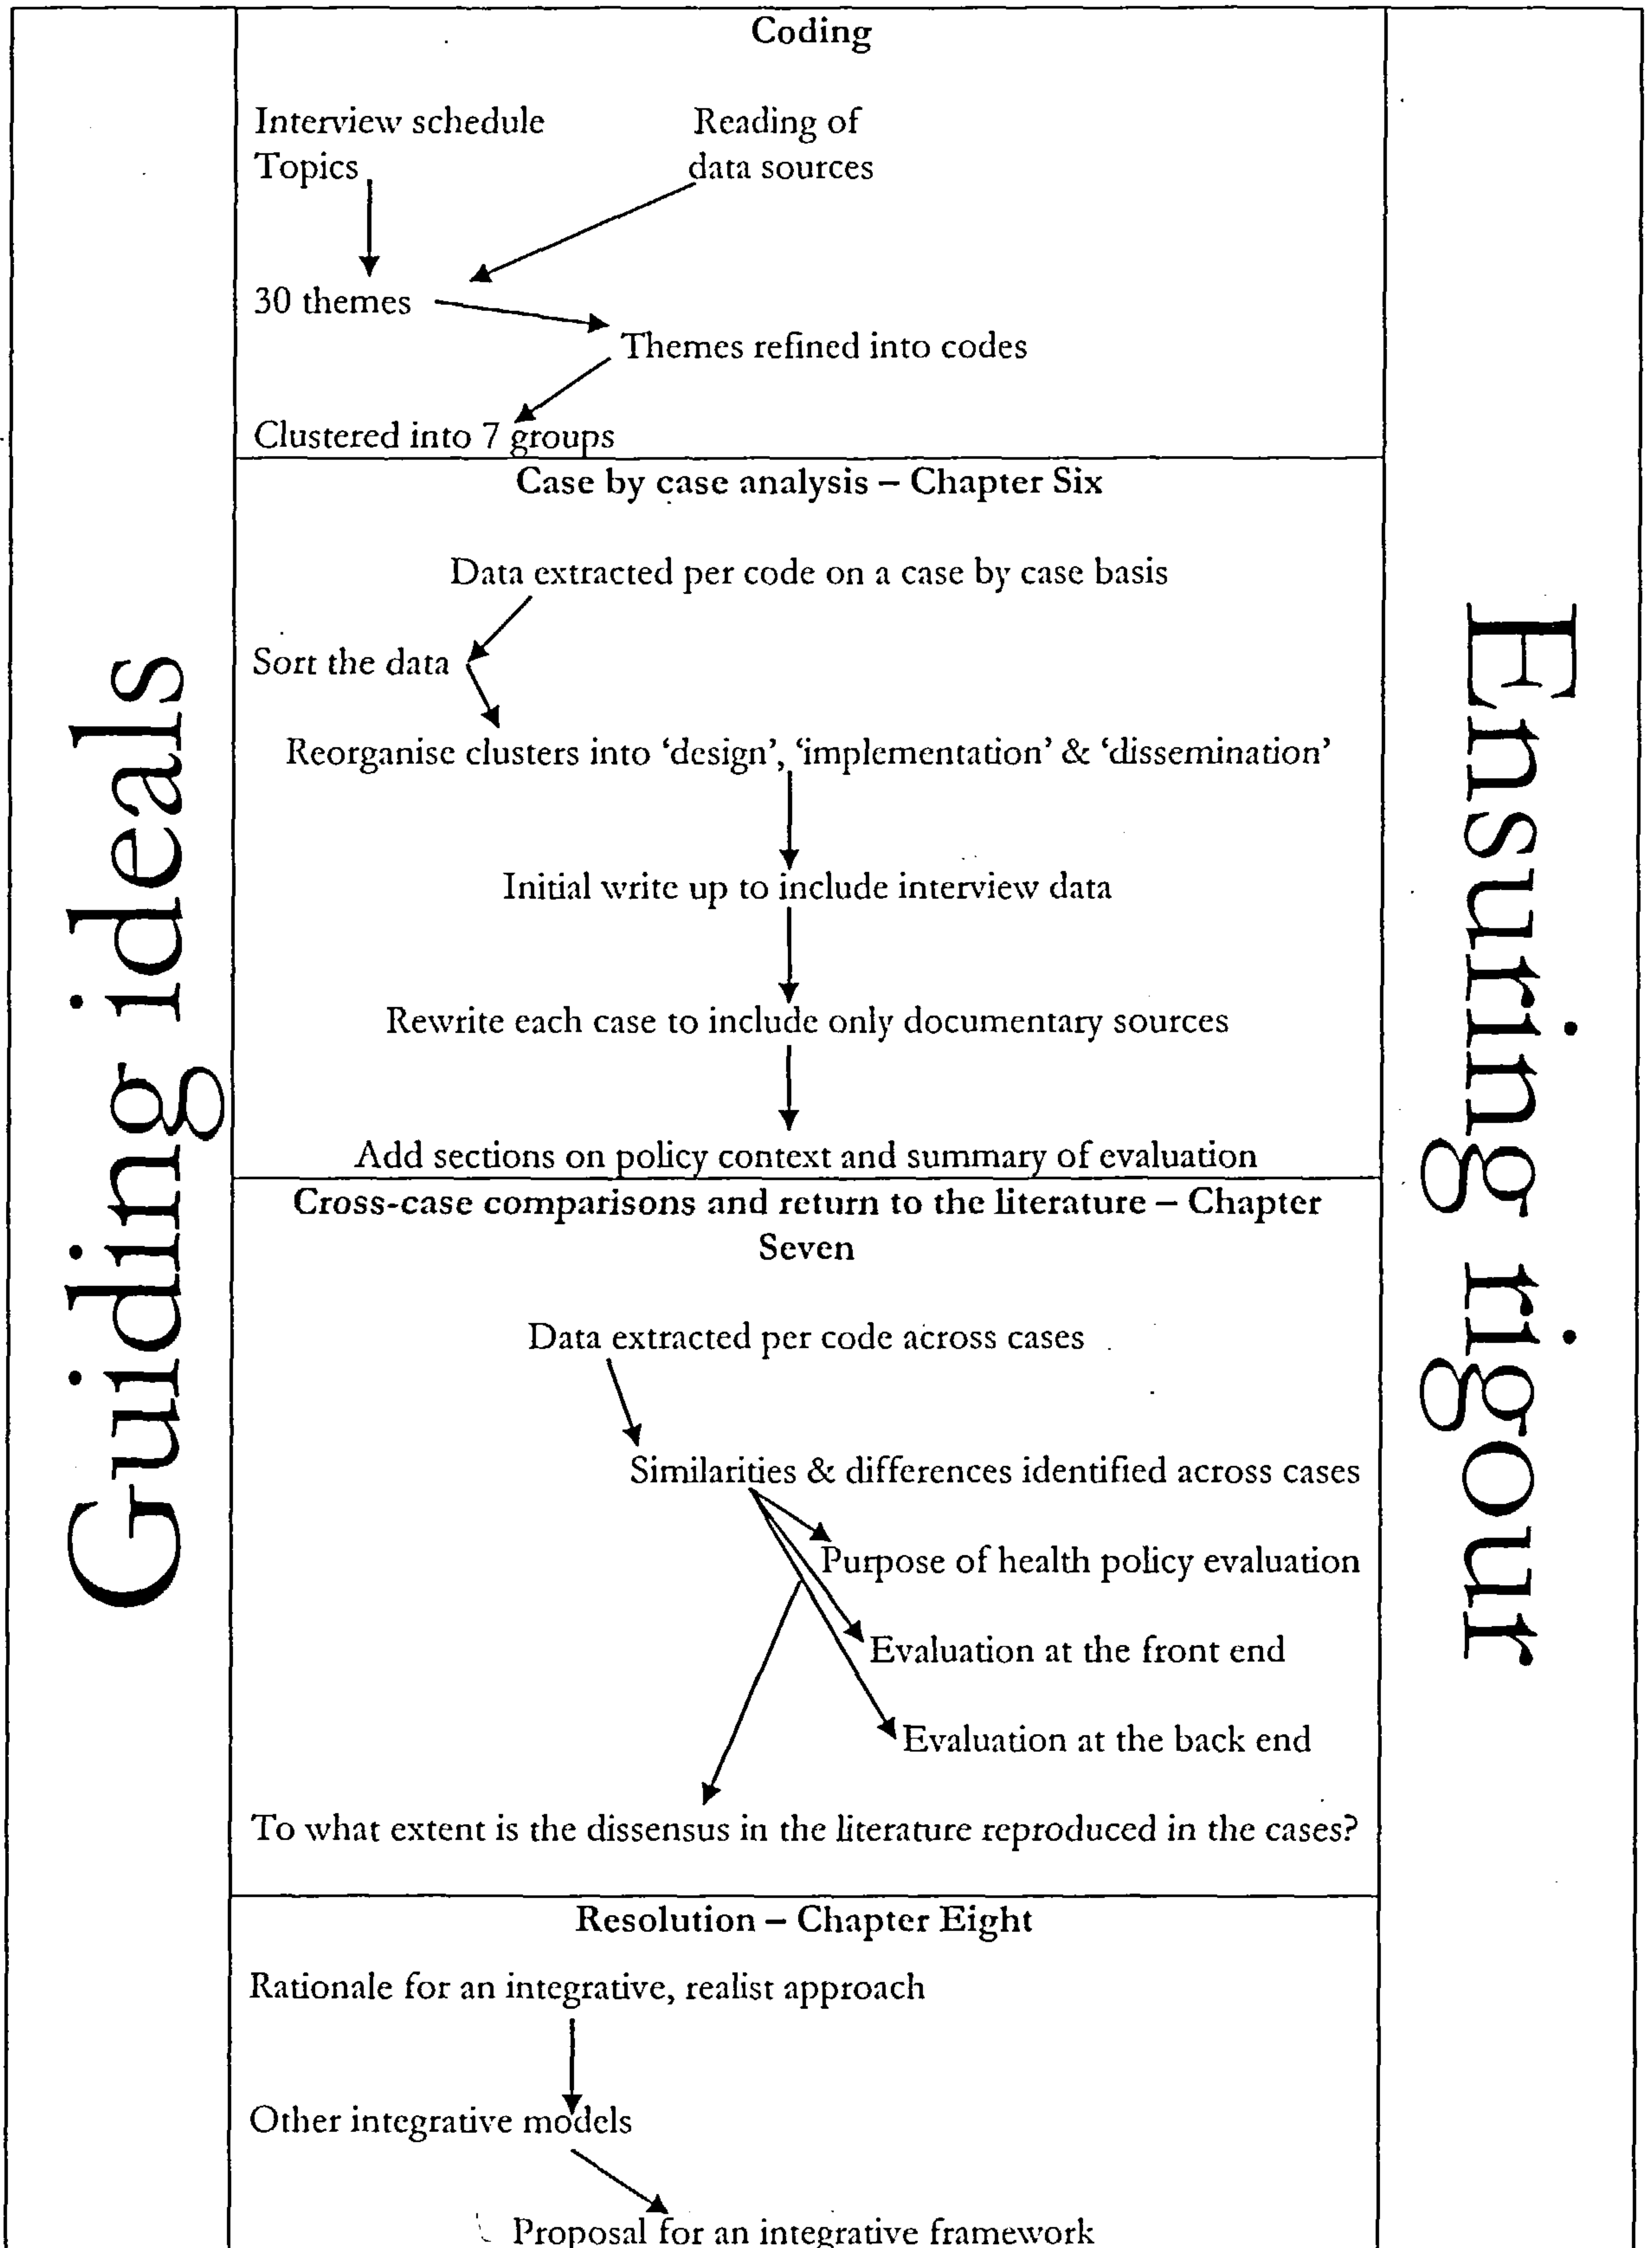 Guiding ideals
Coding
Interview schedule
Topics
Reading of
data sources
30 themes
Themes refined into codes
Clustered into 7 groups
Case by case analysis – Chapter Six
Data extracted per code on a case by case basis
Sort the data
Reorganise clusters into ‘design’, ‘implementation’ & ‘dissemination’
Initial write up to include interview data
Rewrite each case to include only documentary sources
Add sections on policy context and summary of evaluation
Cross-case comparisons and return to the literature – Chapter
Seven
Data extracted per code across cases
Similarities & differences identified across cases
Purpose of health policy evaluation
Evaluation at the front end
Evaluation at the back end
To what extent is the dissensus in the literature reproduced in the cases?
Resolution – Chapter Eight
Rationale for an integrative, realist approach
Other integrative models
Proposal for an integrative framework
Ensuring rigour